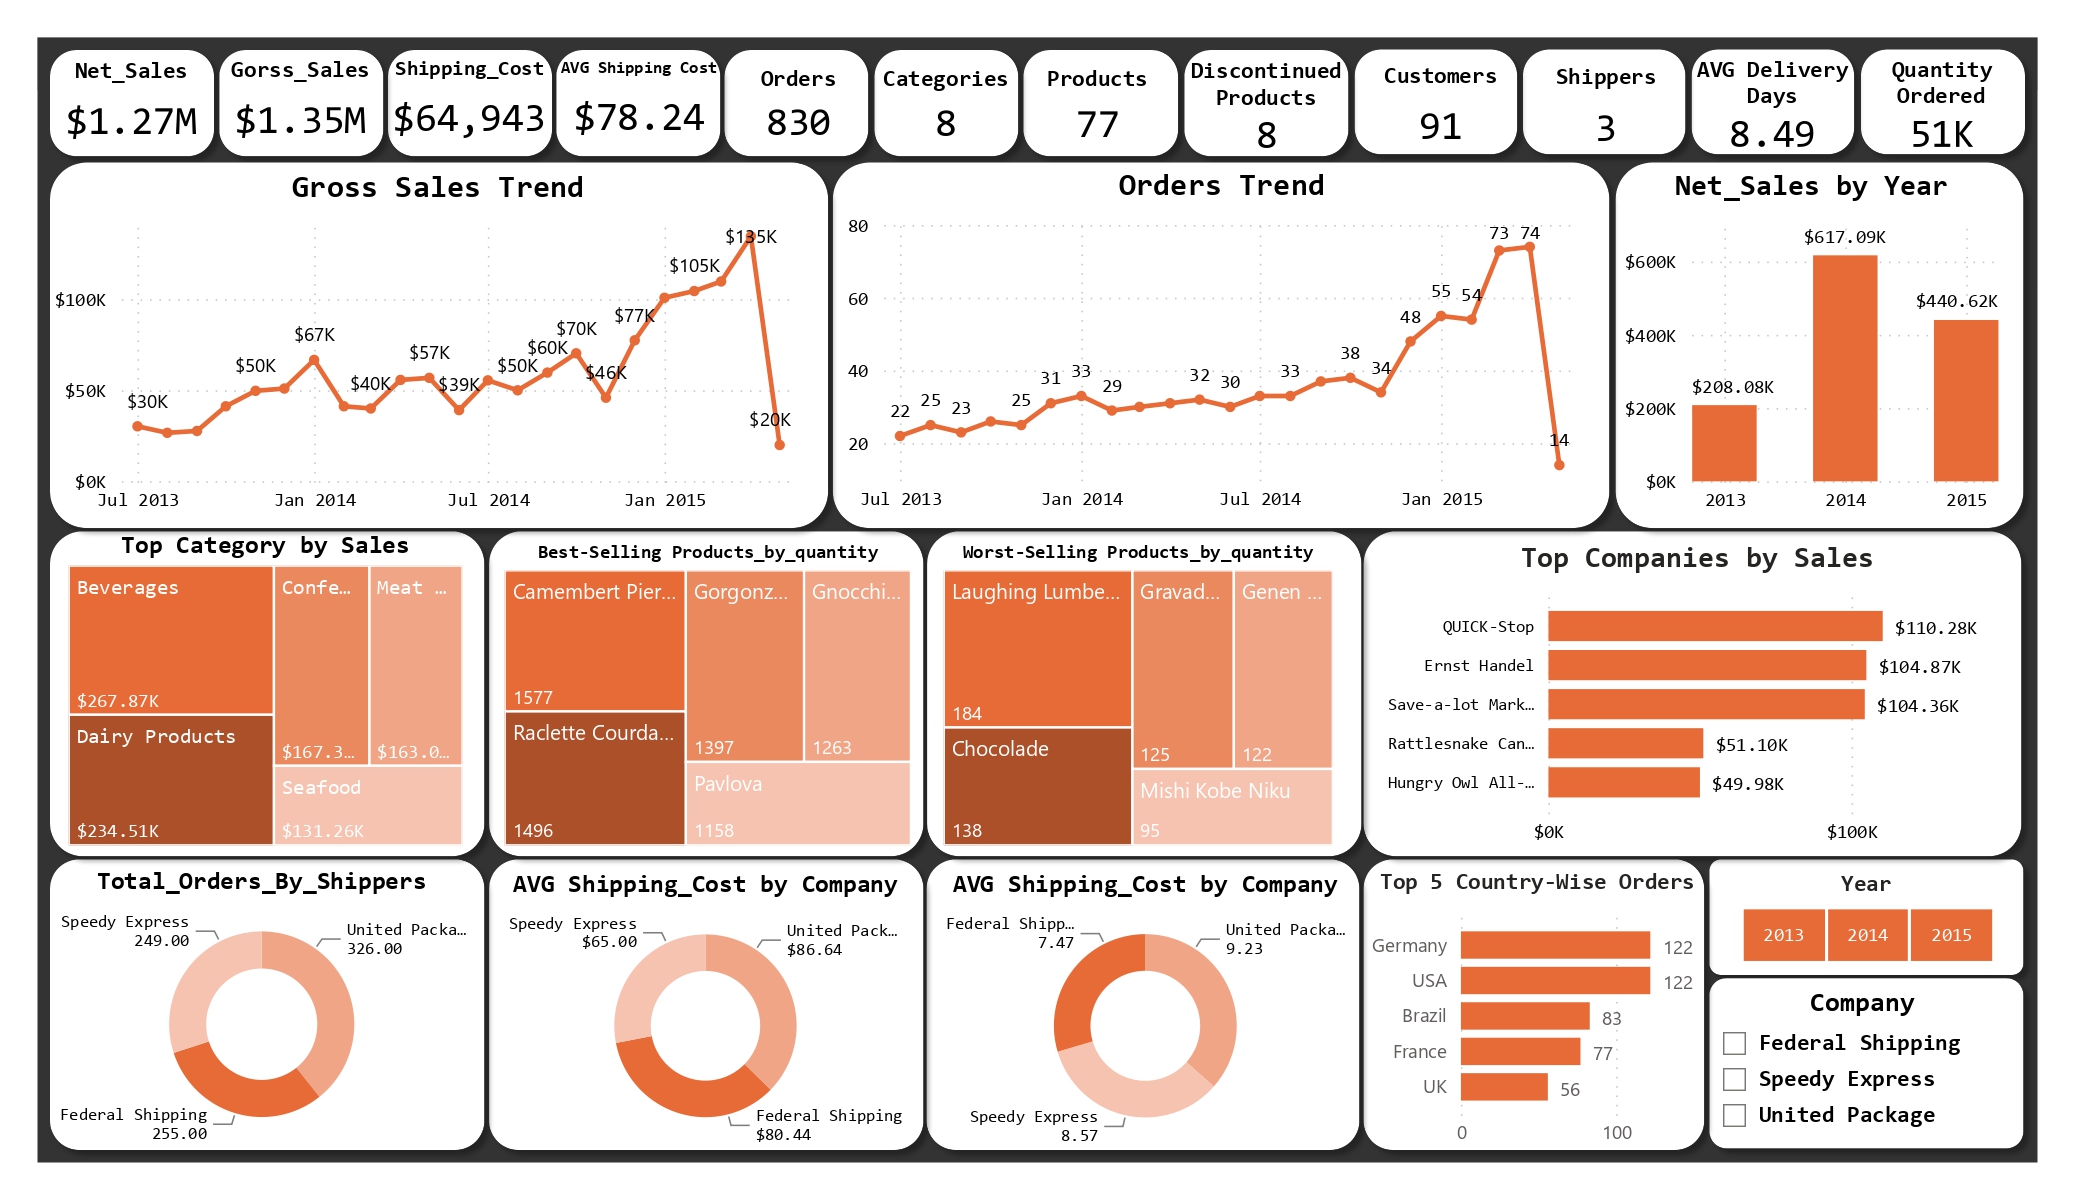 Net_Sales
$1.27M
Gorss_Sales
$1.35M
Shipping_Cost
$64,943
AVG Shipping Cost
$78.24
Orders
830
Categories
8
Products
77
Discontinued
Products
8
Customers
91
Shippers
3
AVG Delivery
Days
8.49
Quantity
Ordered
51K
Gross Sales Trend
$100K
$50K
$0K
$30K
$50K
$67K
$40K
$57K
$39K
$50K
$60K
$70K
$46K
$77K
$105K
$135K
$20K
Jul 2013
Jan 2014
Jul 2014
Jan 2015
Orders Trend
80
60
40
20
22
25
23
25
31
33
29
32
30
33
38
34
48
55
54
73
74
14
Jul 2013
Jan 2014
Jul 2014
Jan 2015
Net_Sales by Year
$600K
$400K
$200K
$0K
$208.08K
$617.09K
$440.62K
2013
2014
2015
Top Category by Sales
Beverages
$267.87K
Dairy Products
$234.51K
Confe…
$167.3…
Meat …
$163.0…
Seafood
$131.26K
Best-Selling Products_by_quantity
Camembert Pier…
1577
Raclette Courda…
1496
Gorgonz…
1397
Gnocchi…
1263
Pavlova
1158
Worst-Selling Products_by_quantity
Laughing Lumbe…
184
Chocolade
138
Gravad…
125
Genen …
122
Mishi Kobe Niku
95
Top Companies by Sales
QUICK-Stop
$110.28K
Ernst Handel
$104.87K
Save-a-lot Mark…
$104.36K
Rattlesnake Can…
$51.10K
Hungry Owl All-…
$49.98K
$0K
$100K
Total_Orders_By_Shippers
Speedy Express
249.00
United Packa…
326.00
Federal Shipping
255.00
AVG Shipping_Cost by Company
Speedy Express
$65.00
United Pack…
$86.64
Federal Shipping
$80.44
AVG Shipping_Cost by Company
Federal Shipp…
7.47
United Packa…
9.23
Speedy Express
8.57
Top 5 Country-Wise Orders
Germany
122
USA
122
Brazil
83
France
77
UK
56
0
100
Year
2013
2014
2015
Company
Federal Shipping
Speedy Express
United Package